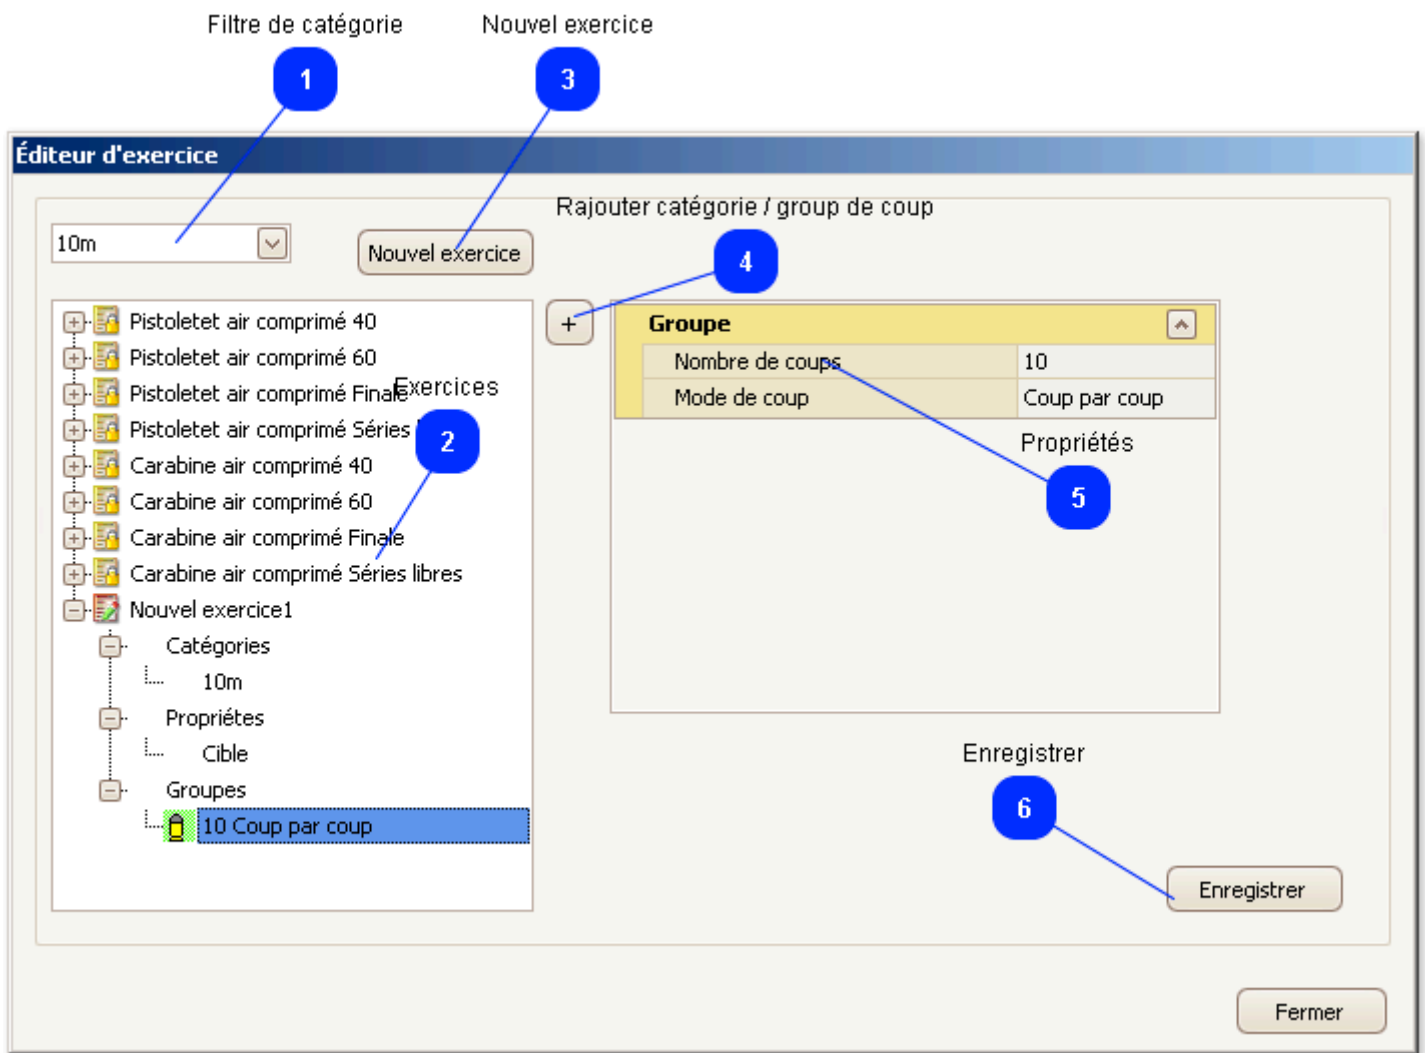 Filtre de catégorie
Nouvel exercice
1
3
Éditeur d'exercice
Rajouter catégorie / group de coup
10m
Nouvel exercice
4
+
Pistoletet air comprimé 40
Pistoletet air comprimé 60
Pistoletet air comprimé Finale
Pistoletet air comprimé Séries
Carabine air comprimé 40
Carabine air comprimé 60
Carabine air comprimé Finale
Carabine air comprimé Séries libres
Nouvel exercice1
Catégories
10m
Propriétes
Cible
Groupes
10 Coup par coup
Exercices
2
Groupe
Nombre de coups 10
Mode de coup Coup par coup
Propriétés
5
Enregistrer
6
Enregistrer
Fermer